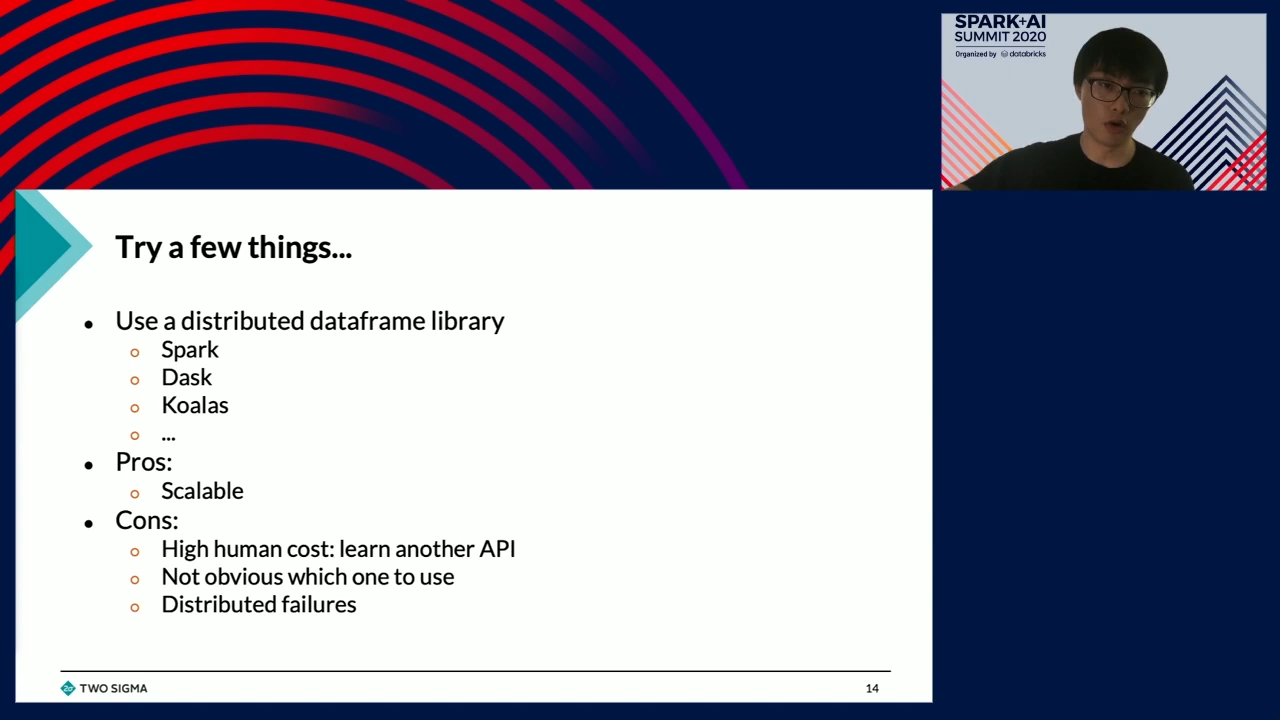 SPARK+AI
SUMMIT 2020
Organized by databricks
Try a few things...
● Use a distributed dataframe library
○ Spark
○ Dask
○ Koalas
○ ...
● Pros:
○ Scalable
● Cons:
○ High human cost: learn another API
○ Not obvious which one to use
○ Distributed failures
2σ TWO SIGMA
14